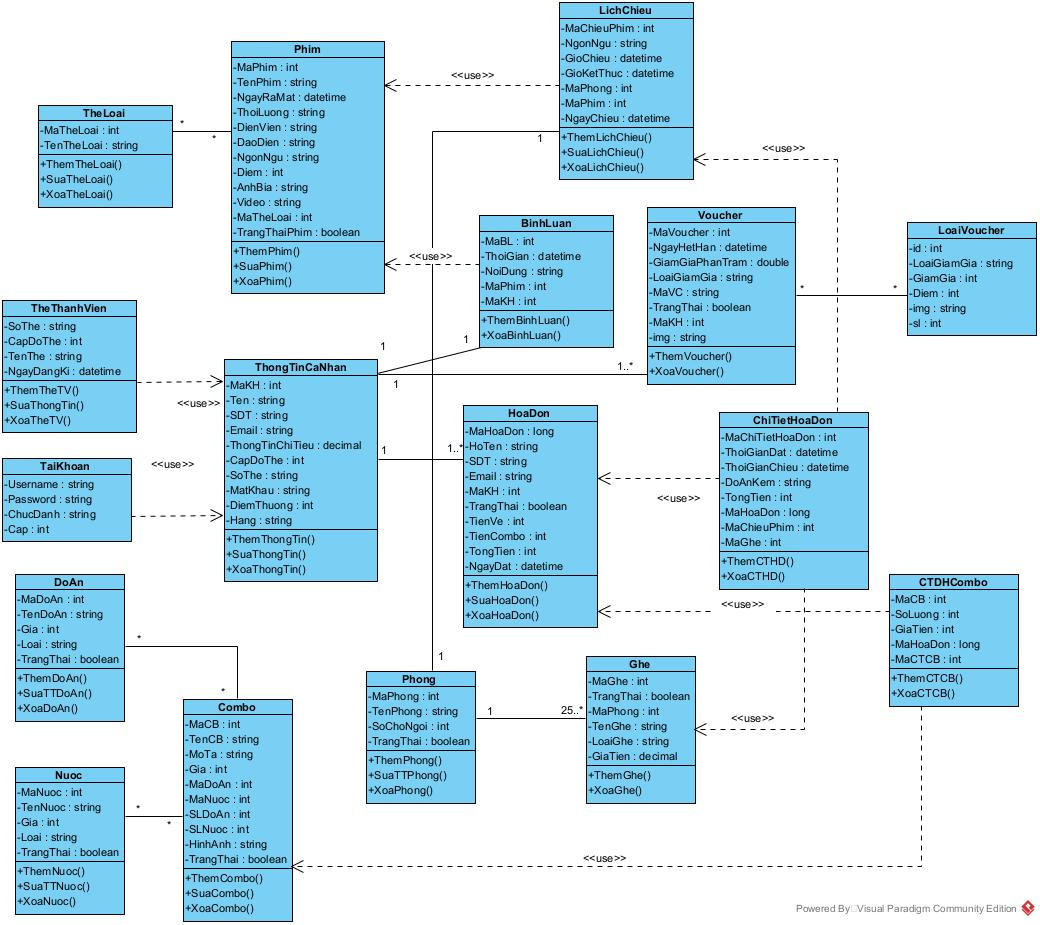 LichChieu
-MaChieuPhim : int
-NgonNgu : string
-GioChieu : datetime
-GioKetThuc : datetime
-MaPhong : int
-MaPhim : int
-NgayChieu : datetime
+ThemLichChieu()
+SuaLichChieu()
+XoaLichChieu()
Phim
-MaPhim : int
-TenPhim : string
-NgayRaMat : datetime
-ThoiLuong : string
-DienVien : string
-DaoDien : string
-NgonNgu : string
-Diem : int
-AnhBia : string
-Video : string
-MaTheLoai : int
-TrangThaiPhim : boolean
+ThemPhim()
+SuaPhim()
+XoaPhim()
<<use>>
TheLoai
-MaTheLoai : int
-TenTheLoai : string
+ThemTheLoai()
+SuaTheLoai()
+XoaTheLoai()
*
*
1
<<use>>
BinhLuan
-MaBL : int
-ThoiGian : datetime
-NoiDung : string
-MaPhim : int
-MaKH : int
+ThemBinhLuan()
+XoaBinhLuan()
<<use>>
Voucher
-MaVoucher : int
-NgayHetHan : datetime
-GiamGiaPhanTram : double
-LoaiGiamGia : string
-MaVC : string
-TrangThai : boolean
-MaKH : int
-img : string
+ThemVoucher()
+XoaVoucher()
*
*
LoaiVoucher
-id : int
-LoaiGiamGia : string
-GiamGia : int
-Diem : int
-img : string
-sl : int
TheThanhVien
-SoThe : string
-CapDoThe : int
-TenThe : string
-NgayDangKi : datetime
+ThemTheTV()
+SuaThongTin()
+XoaTheTV()
<<use>>
1
1
1
1..*
ThongTinCaNhan
-MaKH : int
-Ten : string
-SDT : string
-Email : string
-ThongTinChiTieu : decimal
-CapDoThe : int
-SoThe : string
-MatKhau : string
-DiemThuong : int
-Hang : string
+ThemThongTin()
+SuaThongTin()
+XoaThongTin()
1
1..*
HoaDon
-MaHoaDon : long
-HoTen : string
-SDT : string
-Email : string
-MaKH : int
-TrangThai : boolean
-TienVe : int
-TienCombo : int
-TongTien : int
-NgayDat : datetime
+ThemHoaDon()
+SuaHoaDon()
+XoaHoaDon()
<<use>>
ChiTietHoaDon
-MaChiTietHoaDon : int
-ThoiGianDat : datetime
-ThoiGianChieu : datetime
-DoAnKem : string
-TongTien : int
-MaHoaDon : long
-MaChieuPhim : int
-MaGhe : int
+ThemCTHD()
+XoaCTHD()
TaiKhoan
-Username : string
-Password : string
-ChucDanh : string
-Cap : int
<<use>>
<<use>>
CTDHCombo
-MaCB : int
-SoLuong : int
-GiaTien : int
-MaHoaDon : long
-MaCTCB : int
+ThemCTCB()
+XoaCTCB()
DoAn
-MaDoAn : int
-TenDoAn : string
-Gia : int
-Loai : string
-TrangThai : boolean
+ThemDoAn()
+SuaTTDoAn()
+XoaDoAn()
*
*
1
Phong
-MaPhong : int
-TenPhong : string
-SoChoNgoi : int
-TrangThai : boolean
+ThemPhong()
+SuaTTPhong()
+XoaPhong()
1
25..*
Ghe
-MaGhe : int
-TrangThai : boolean
-MaPhong : int
-TenGhe : string
-LoaiGhe : string
-GiaTien : decimal
+ThemGhe()
+XoaGhe()
<<use>>
Combo
-MaCB : int
-TenCB : string
-MoTa : string
-Gia : int
-MaDoAn : int
-MaNuoc : int
-SLDoAn : int
-SLNuoc : int
-HinhAnh : string
-TrangThai : boolean
+ThemCombo()
+SuaCombo()
+XoaCombo()
Nuoc
-MaNuoc : int
-TenNuoc : string
-Gia : int
-Loai : string
-TrangThai : boolean
+ThemNuoc()
+SuaTTNuoc()
+XoaNuoc()
*
*
<<use>>
Powered By Visual Paradigm Community Edition